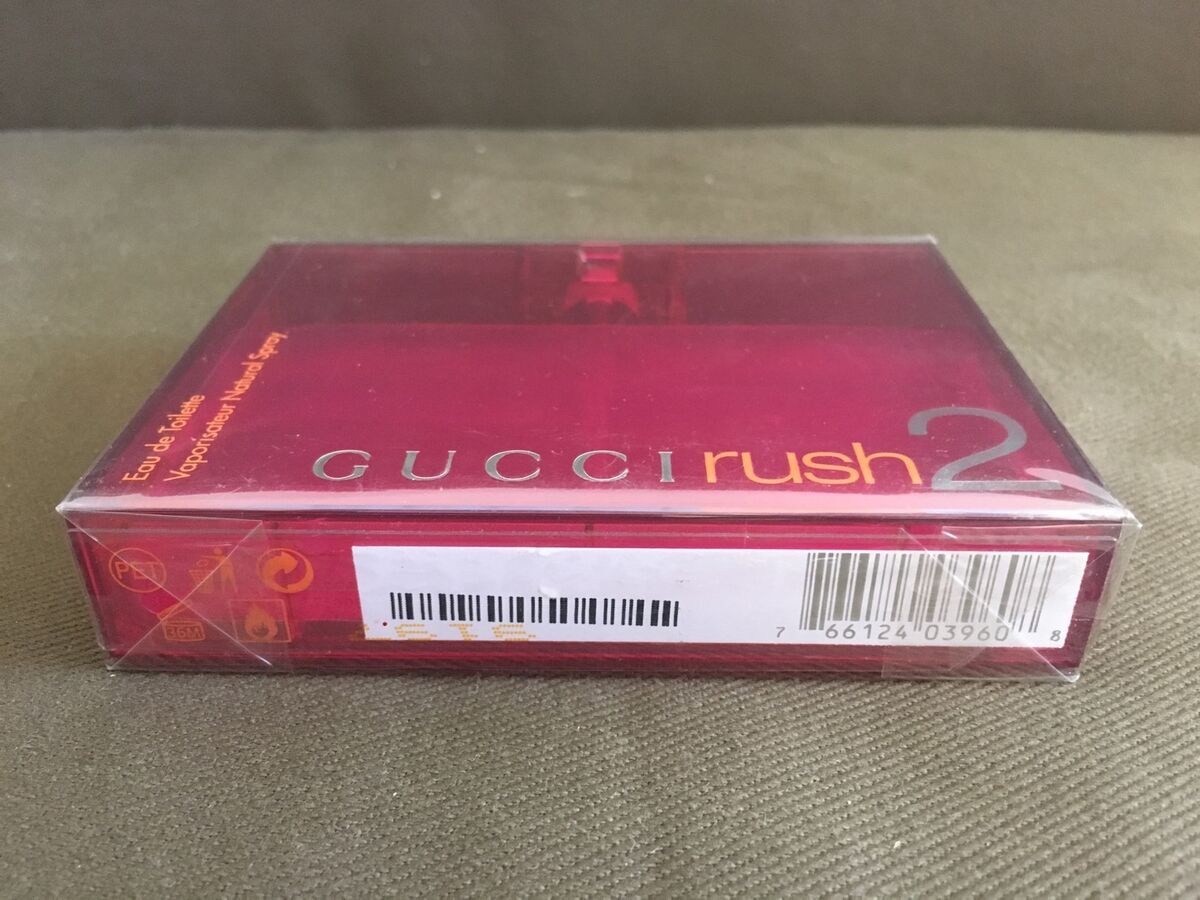 Eau de Toilette
Vaporisateur Natural Spray
GUCCI rush 2
PET
36M
7 66124 03960 8